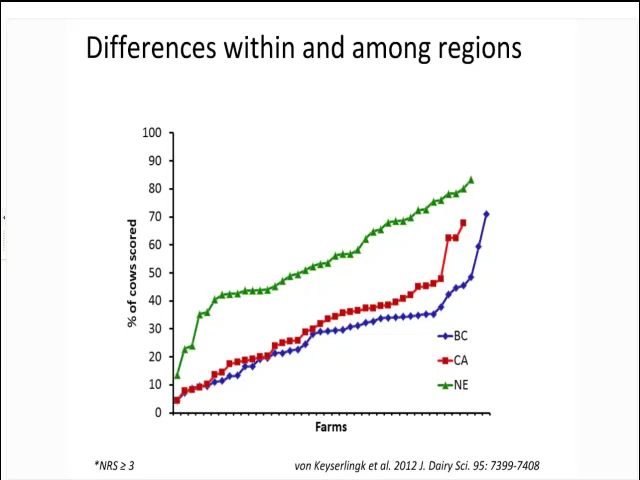 Differences within and among regions
100
90
80
70
60
50
40
30
20
10
0
% of cows scored
BC
CA
NE
Farms
*NRS ≥ 3
von Keyserlingk et al. 2012 J. Dairy Sci. 95: 7399-7408